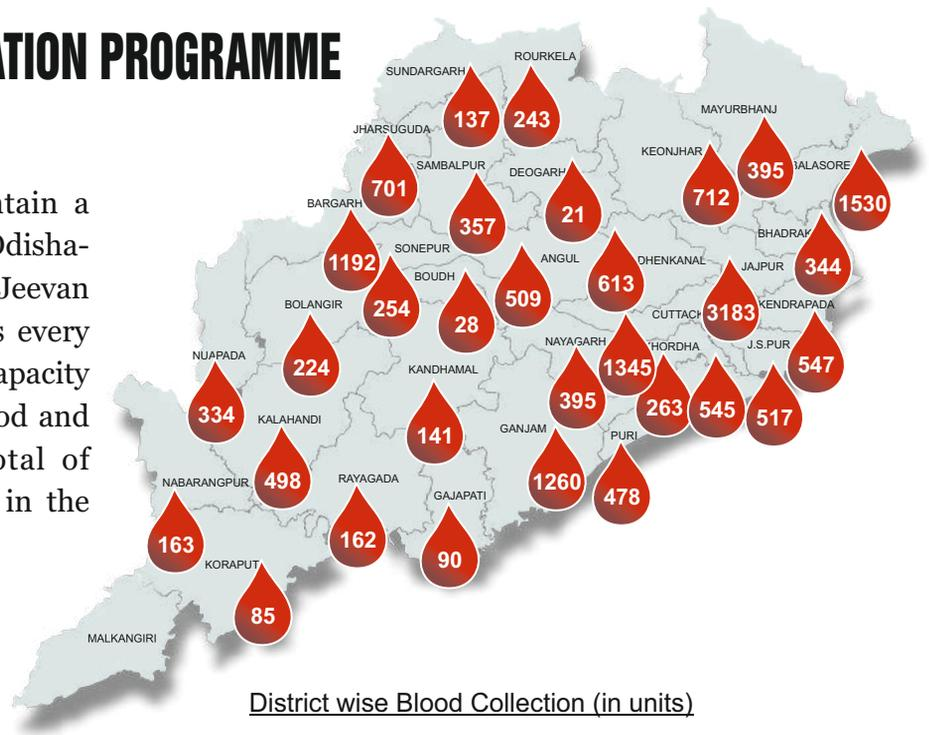 ATION PROGRAMME
ntain a
Odisha-
Jeevan
s every
apacity
od and
otal of
in the
ROURKELA
SUNDARGARH
137
243
MAYURBHANJ
JHARSUGUDA
KEONJHAR
395
BALASORE
SAMBALPUR
DEOGARH
701
712
1530
BARGARH
357
21
BHADRAK
SONEPUR
ANGUL
DHENKANAL
JAJPUR
344
1192
BOUDH
613
509
BOLANGIR
254
CUTTACK
3183
KENDRAPADA
28
NAYAGARH
KHORDHA
J.S.PUR
NUAPADA
224
KANDHAMAL
1345
547
395
263
545
517
334
KALAHANDI
141
GANJAM
PURI
498
1260
478
NABARANGPUR
RAYAGADA
GAJAPATI
163
162
90
KORAPUT
85
MALKANGIRI
District wise Blood Collection (in units)